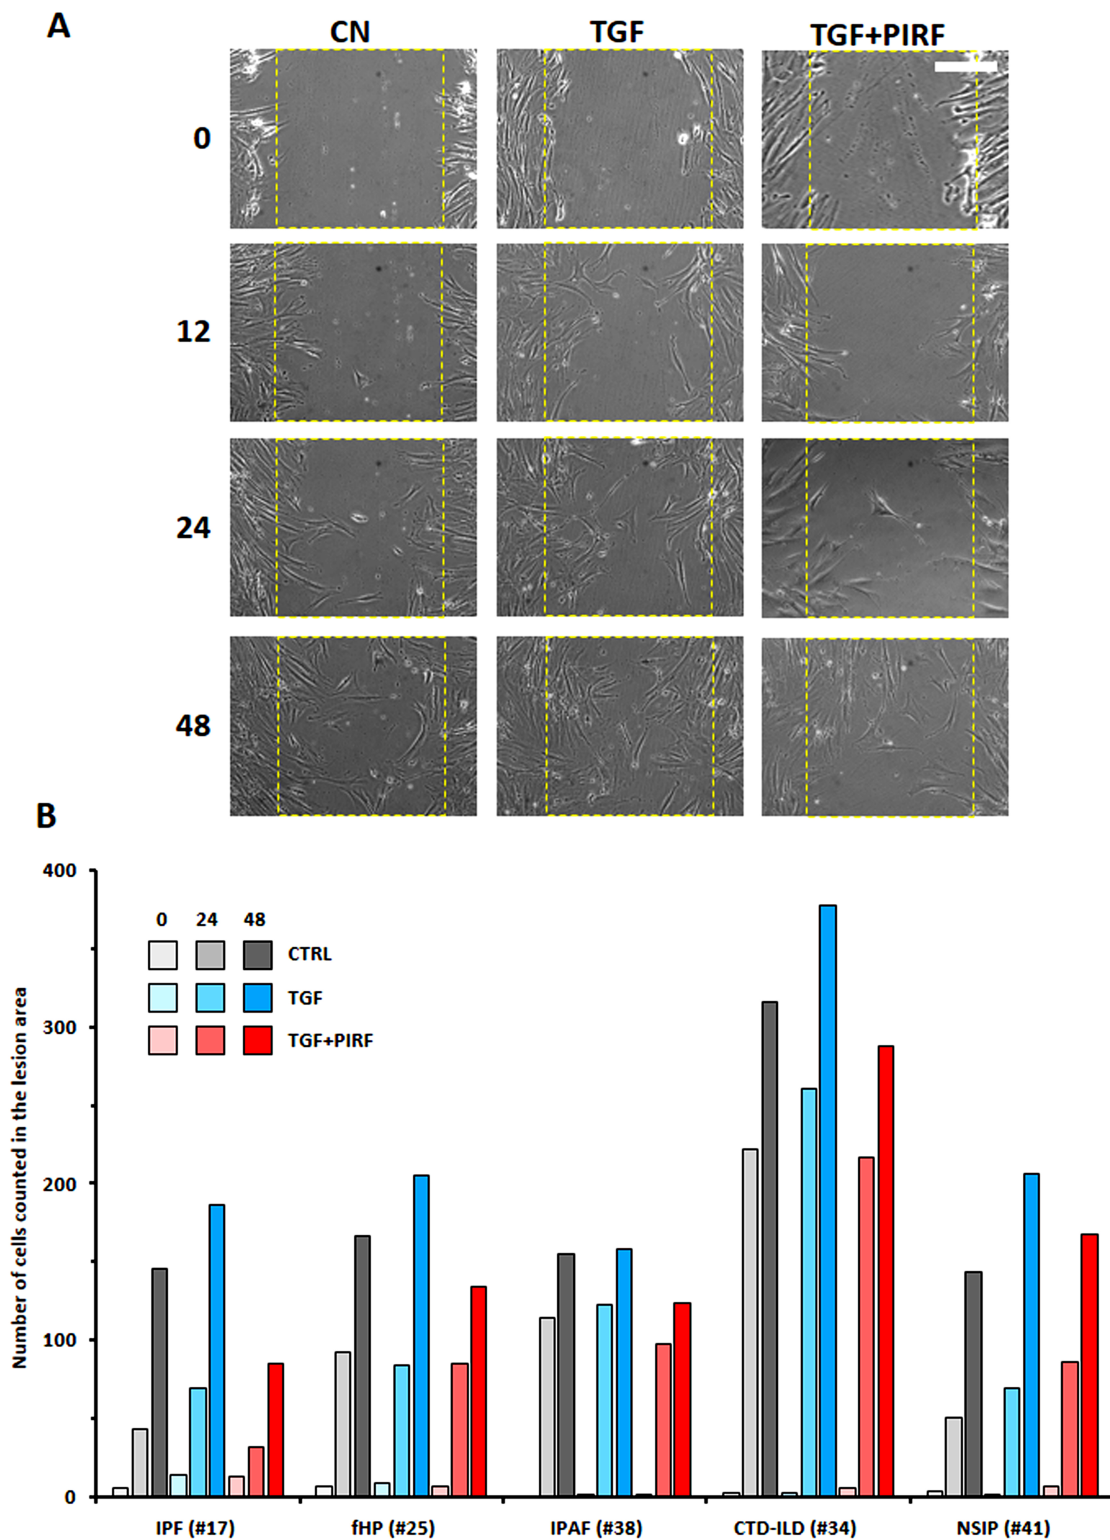 A
CN TGF TGF+PIRF
0
12
24
48
B
Number of cells counted in the lesion area
400
300
200
100
0
0 24 48
CTRL
TGF
TGF+PIRF
IPF (#17) fHP (#25) IPAF (#38) CTD-ILD (#34) NSIP (#41)